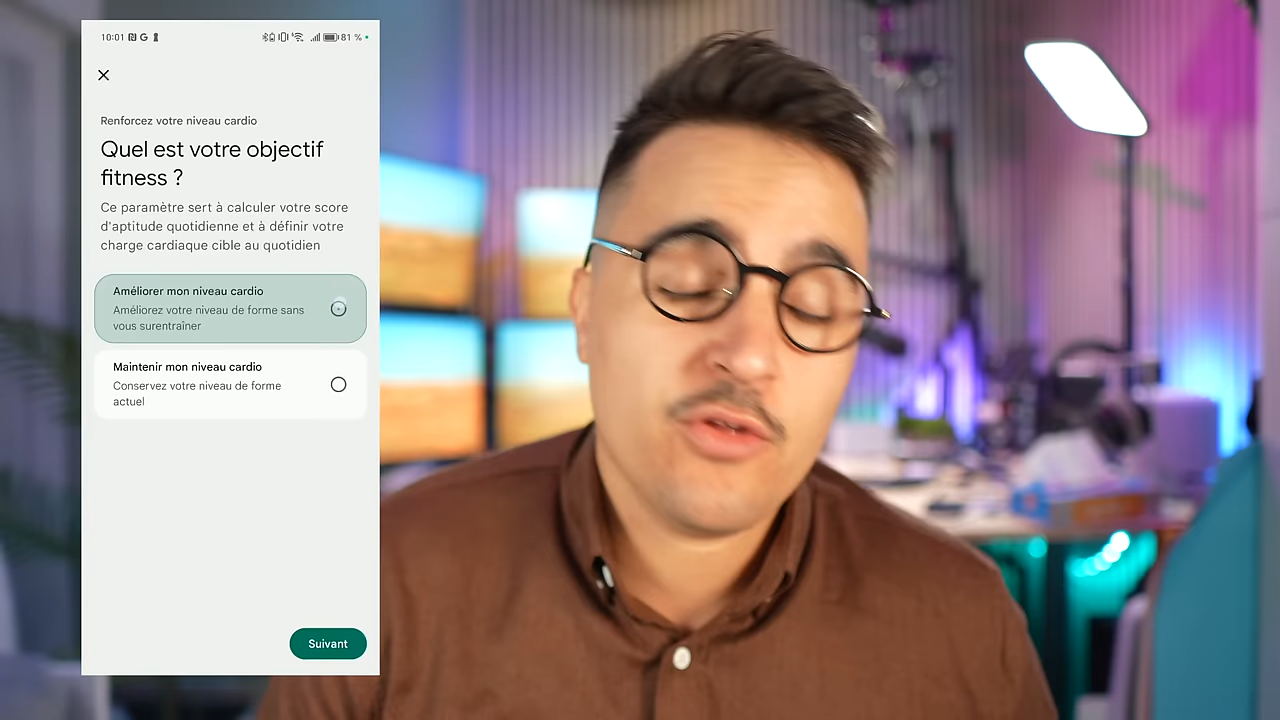 10:01
81 %
Renforcez votre niveau cardio
Quel est votre objectif
fitness ?
Ce paramètre sert à calculer votre score
d'aptitude quotidienne et à définir votre
charge cardiaque cible au quotidien
Améliorer mon niveau cardio
Améliorez votre niveau de forme sans
vous surentraîner
Maintenir mon niveau cardio
Conservez votre niveau de forme
actuel
Suivant